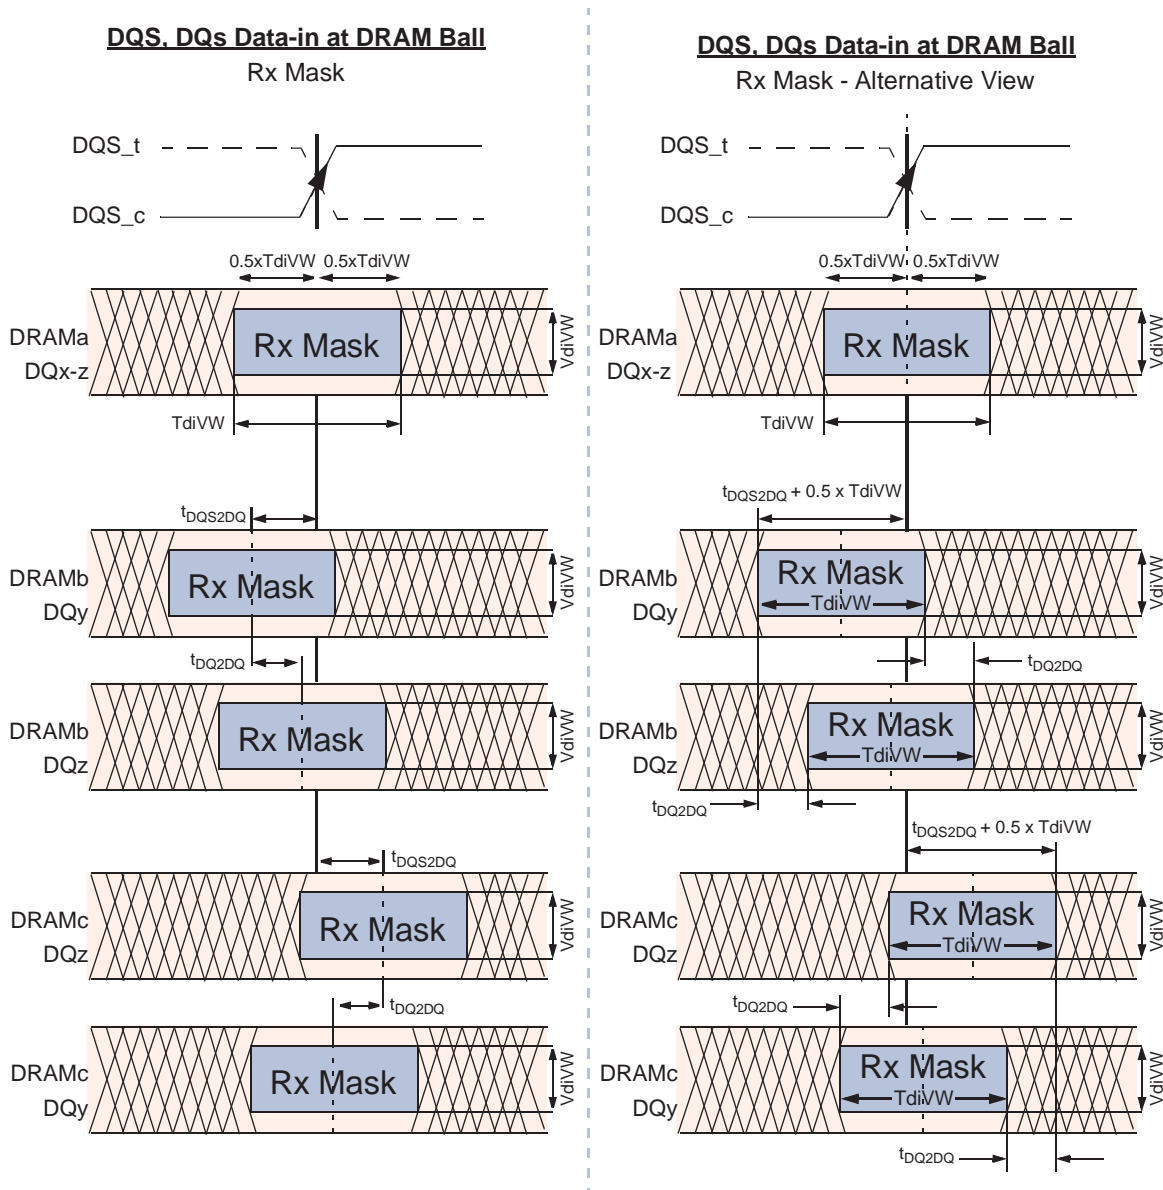 DQS, DQs Data-in at DRAM Ball
Rx Mask
DQS_t
DQS_c
0.5xTdiVW 0.5xTdiVW
DRAMa
DQx-z
Rx Mask
VdiVW
TdiVW
tDQS2DQ
DRAMb
DQy
Rx Mask
VdiVW
tDQ2DQ
DRAMb
DQz
Rx Mask
VdiVW
tDQS2DQ
DRAMc
DQz
Rx Mask
VdiVW
tDQ2DQ
DRAMc
DQy
Rx Mask
VdiVW
DQS, DQs Data-in at DRAM Ball
Rx Mask - Alternative View
DQS_t
DQS_c
0.5xTdiVW 0.5xTdiVW
DRAMa
DQx-z
Rx Mask
VdiVW
TdiVW
tDQS2DQ + 0.5 x TdiVW
DRAMb
DQy
Rx Mask
TdiVW
VdiVW
tDQ2DQ
DRAMb
DQz
Rx Mask
TdiVW
VdiVW
tDQ2DQ
tDQS2DQ + 0.5 x TdiVW
DRAMc
DQz
Rx Mask
TdiVW
VdiVW
tDQ2DQ
DRAMc
DQy
Rx Mask
TdiVW
VdiVW
tDQ2DQ